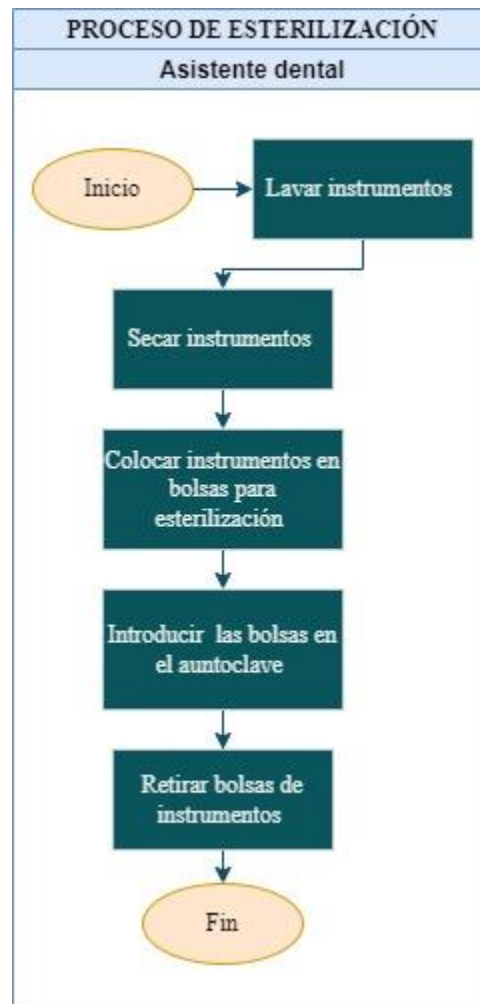 PROCESO DE ESTERILIZACIÓN
Asistente dental
Inicio
Lavar instrumentos
Secar instrumentos
Colocar instrumentos en
bolsas para
esterilización
Introducir las bolsas en
el auntoclave
Retirar bolsas de
instrumentos
Fin